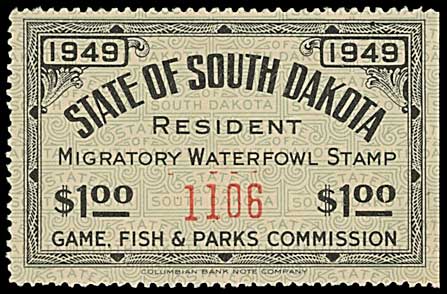 1949 1949
STATE OF SOUTH DAKOTA
RESIDENT
MIGRATORY WATERFOWL STAMP
$1.00 1106 $1.00
GAME, FISH & PARKS COMMISSION
COLUMBIAN BANK NOTE COMPANY